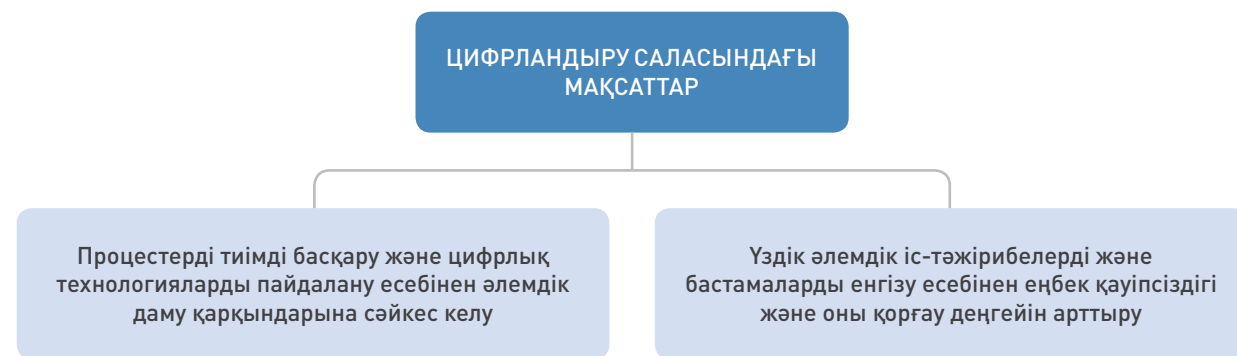 ЦИФРЛАНДЫРУ САЛАСЫНДАҒЫ
МАҚСАТТАР
Процестерді тиімді басқару және цифрлық
технологияларды пайдалану есебінен әлемдік
даму қарқындарына сәйкес келу
Үздік әлемдік іс-тәжірибелерді және
бастамаларды енгізу есебінен еңбек қауіпсіздігі
және оны қорғау деңгейін арттыру